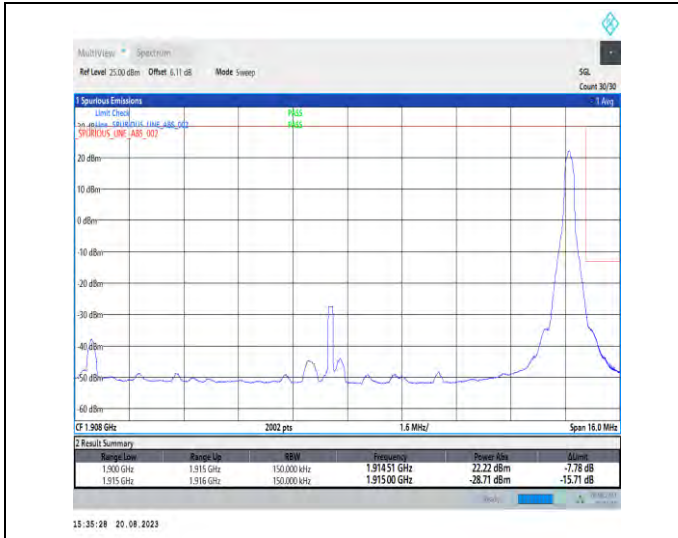 MultiView Spectrum
Ref Level 25.00 dBm Offset 6.11 dB Mode Sweep SGL
Count 30/30
1 Spurious Emissions 1 Avg
Limit Check PASS
Line SPURIOUS_LINE_ABS_002 PASS
SPURIOUS_LINE_ABS_002
20 dBm
10 dBm
0 dBm
-10 dBm
-20 dBm
-30 dBm
-40 dBm
-50 dBm
-60 dBm
CF 1.908 GHz 2002 pts 1.6 MHz/ Span 16.0 MHz
2 Result Summary
Range Low Range Up RBW Frequency Power Abs ΔLimit
1.900 GHz 1.915 GHz 150.000 kHz 1.91451 GHz 22.22 dBm -7.78 dB
1.915 GHz 1.916 GHz 150.000 kHz 1.91500 GHz -28.71 dBm -15.71 dB
15:35:28 20.08.2023